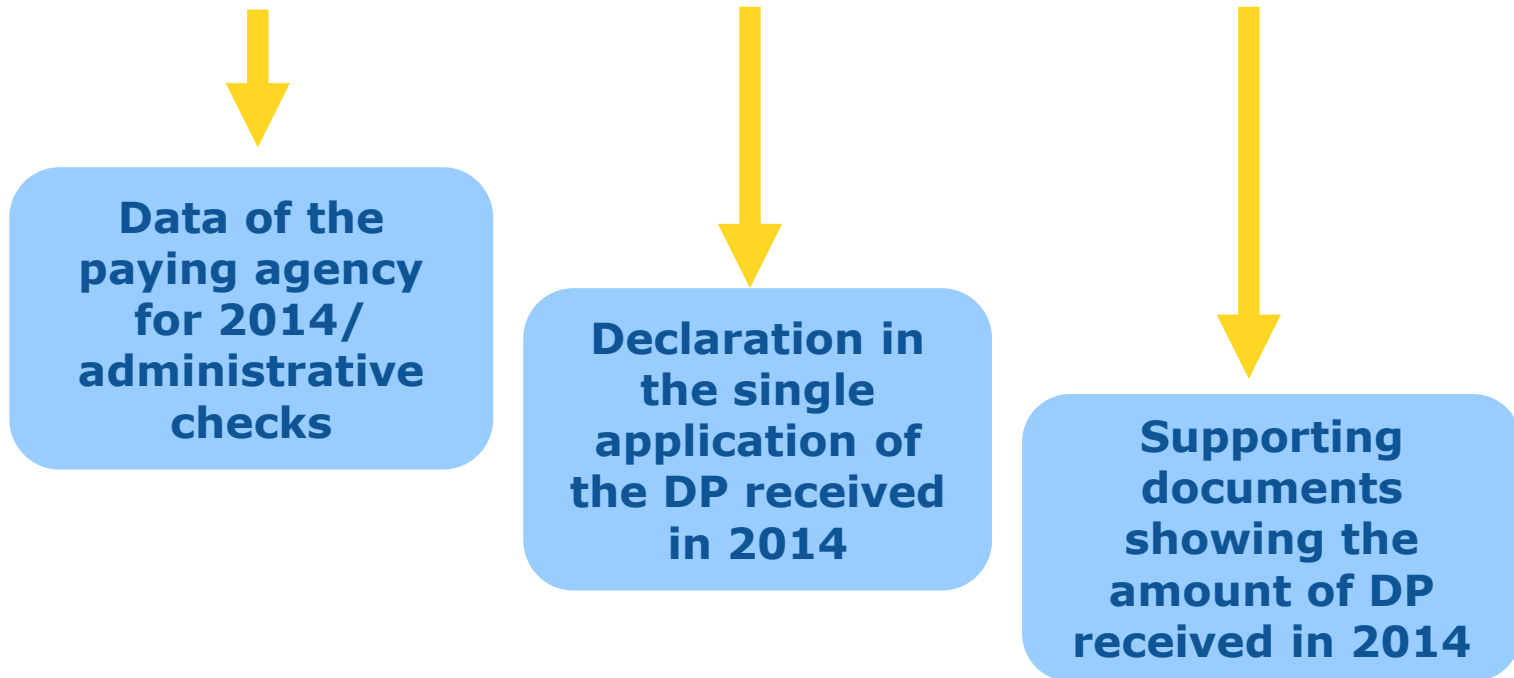 Data of the
paying agency
for 2014/
administrative
checks
Declaration in
the single
application of
the DP received
in 2014
Supporting
documents
showing the
amount of DP
received in 2014